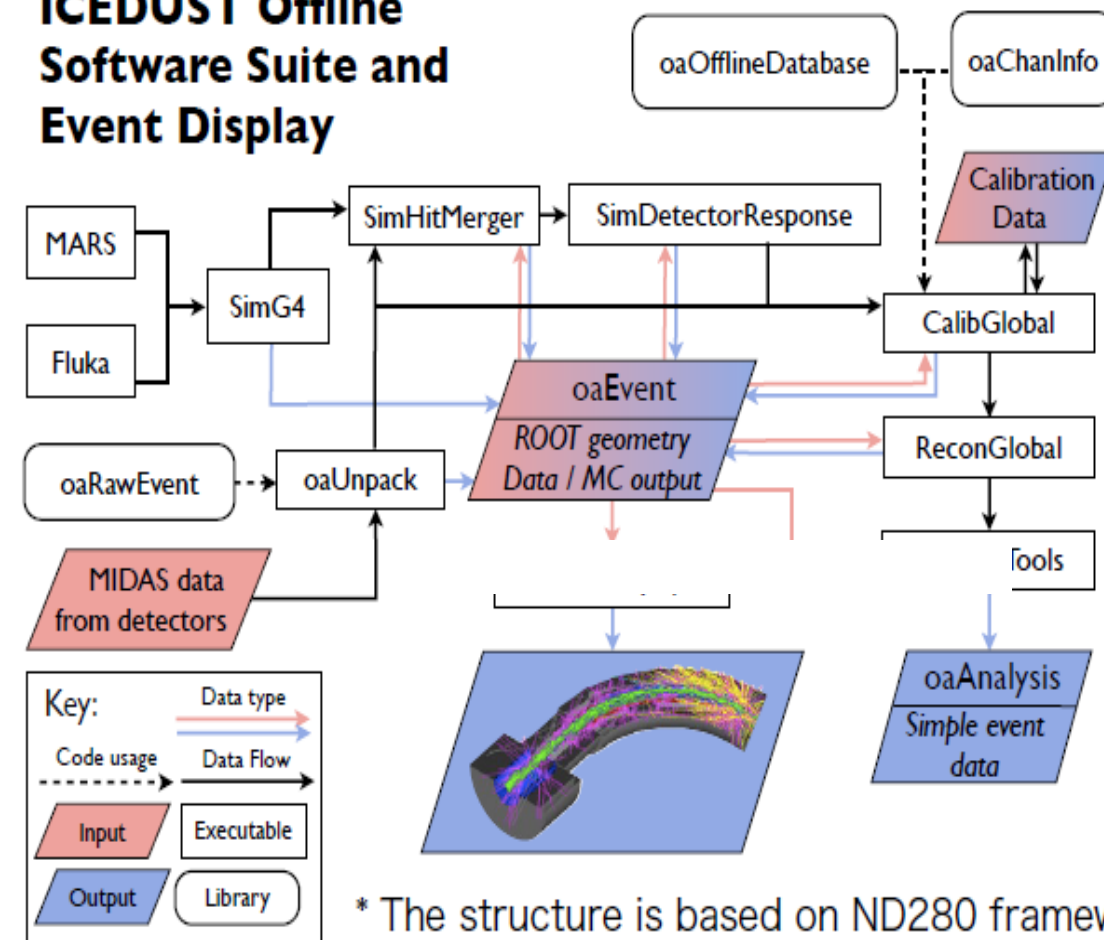 ICEDUST Offline
Software Suite and
Event Display
oaOfflineDatabase
oaChanInfo
Calibration
Data
MARS
SimHitMerger
SimDetectorResponse
SimG4
CalibGlobal
Fluka
oaEvent
ROOT geometry
Data / MC output
ReconGlobal
oaRawEvent
oaUnpack
Tools
MIDAS data
from detectors
oaAnalysis
Simple event
data
Key:
Data type
Code usage
Data Flow
Input
Executable
Output
Library
* The structure is based on ND280